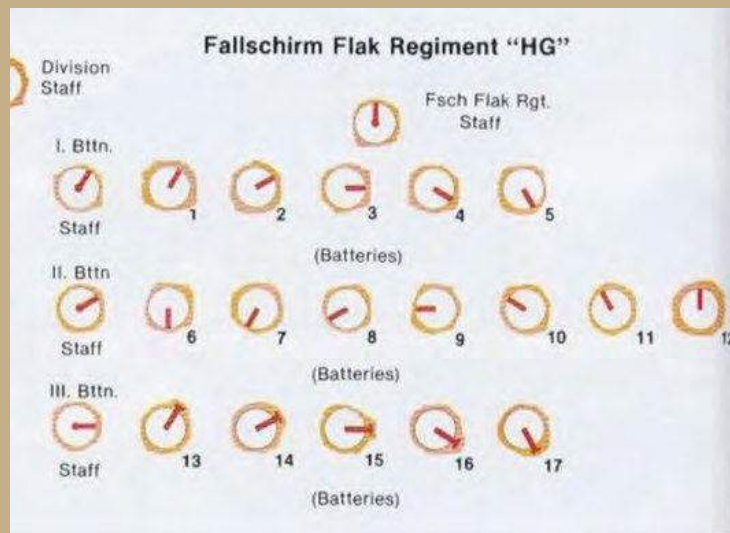 Fallschirm Flak Regiment "HG"
Division
Staff
Fsch Flak Rgt.
Staff
I. Bttn.
Staff
1
2
3
4
5
(Batteries)
II. Bttn
Staff
6
7
8
9
10
11
12
(Batteries)
III. Bttn.
Staff
13
14
15
16
17
(Batteries)